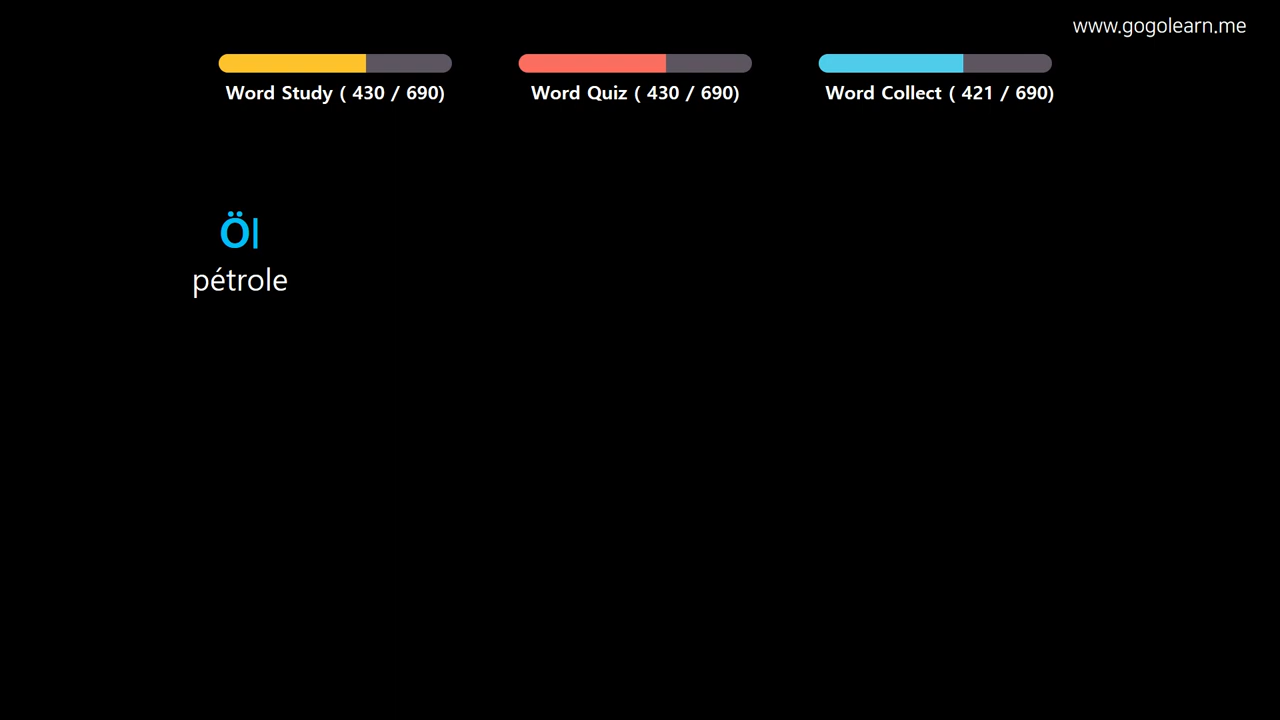 www.gogolearn.me
Word Study ( 430 / 690)
Word Quiz ( 430 / 690)
Word Collect ( 421 / 690)
Öl
pétrole